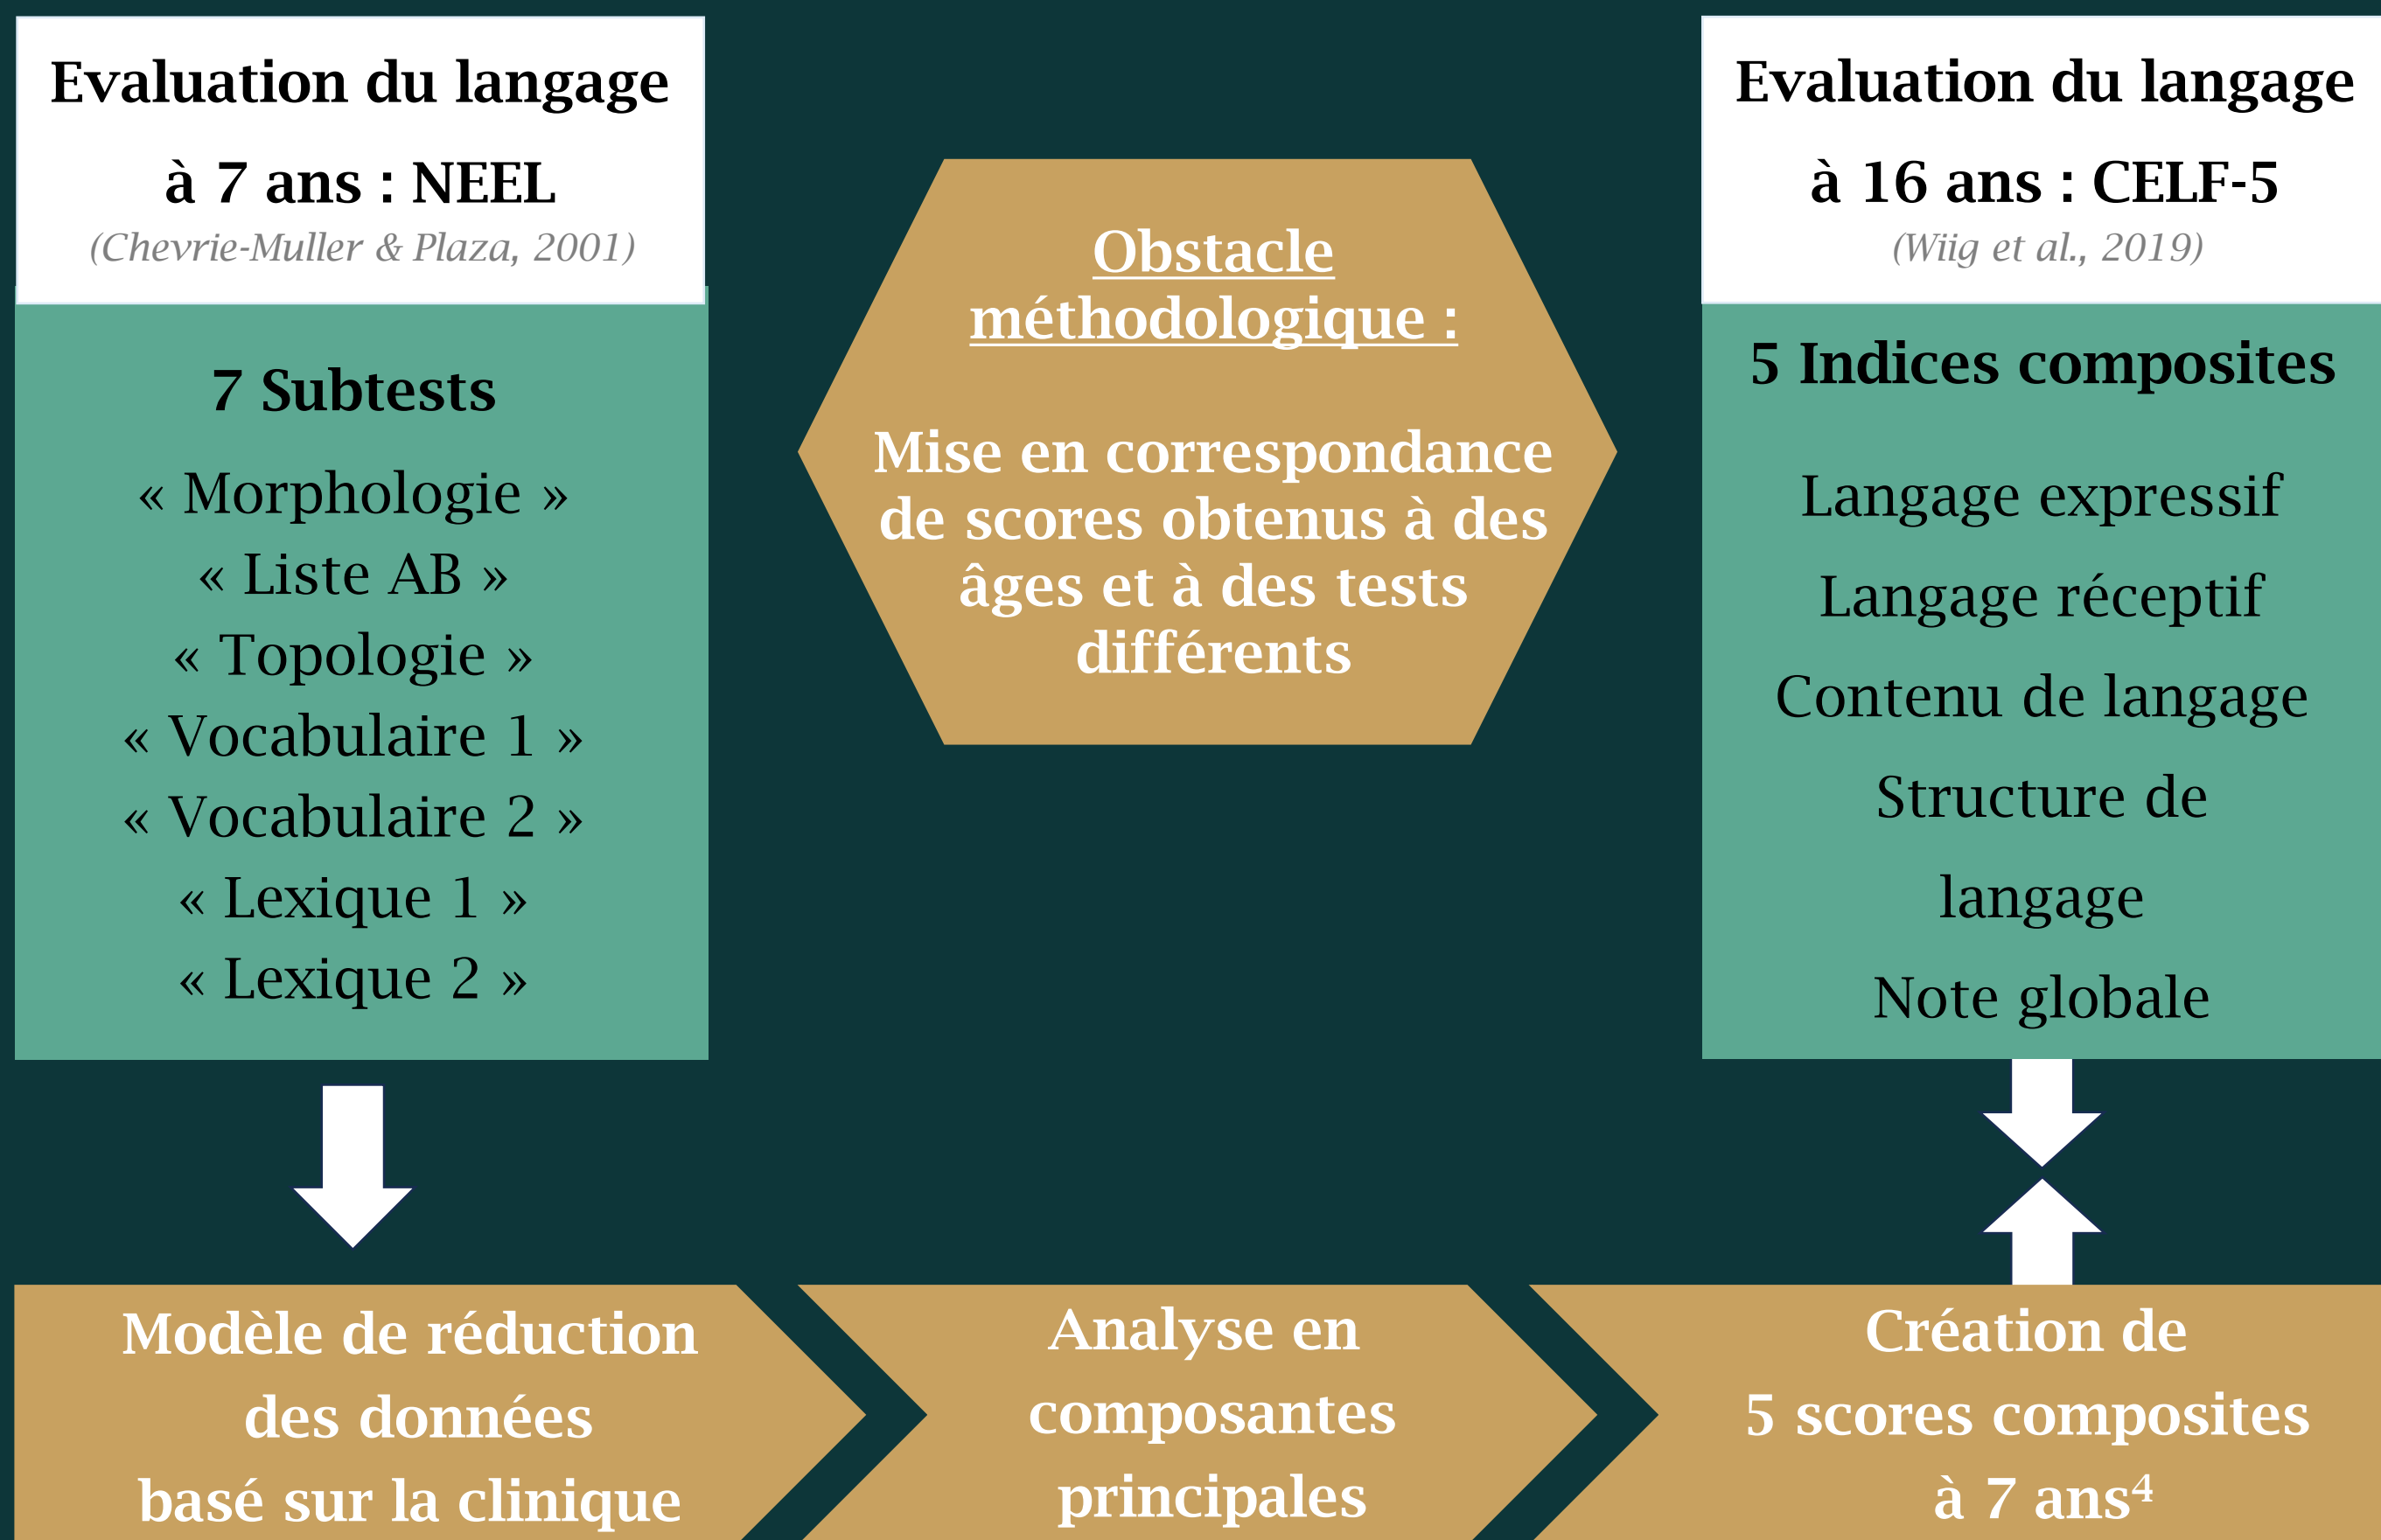 Evaluation du langage
à 7 ans : NEEL
(Chevrie-Muller & Plaza, 2001)
7 Subtests
« Morphologie »
« Liste AB »
« Topologie »
« Vocabulaire 1 »
« Vocabulaire 2 »
« Lexique 1 »
« Lexique 2 »
Obstacle
méthodologique :
Mise en correspondance
de scores obtenus à des
âges et à des tests
différents
Evaluation du langage
à 16 ans : CELF-5
(Wiig et al., 2019)
5 Indices composites
Langage expressif
Langage réceptif
Contenu de langage
Structure de
langage
Note globale
Modèle de réduction
des données
basé sur la clinique
Analyse en
composantes
principales
Création de
5 scores composites
à 7 ans⁴